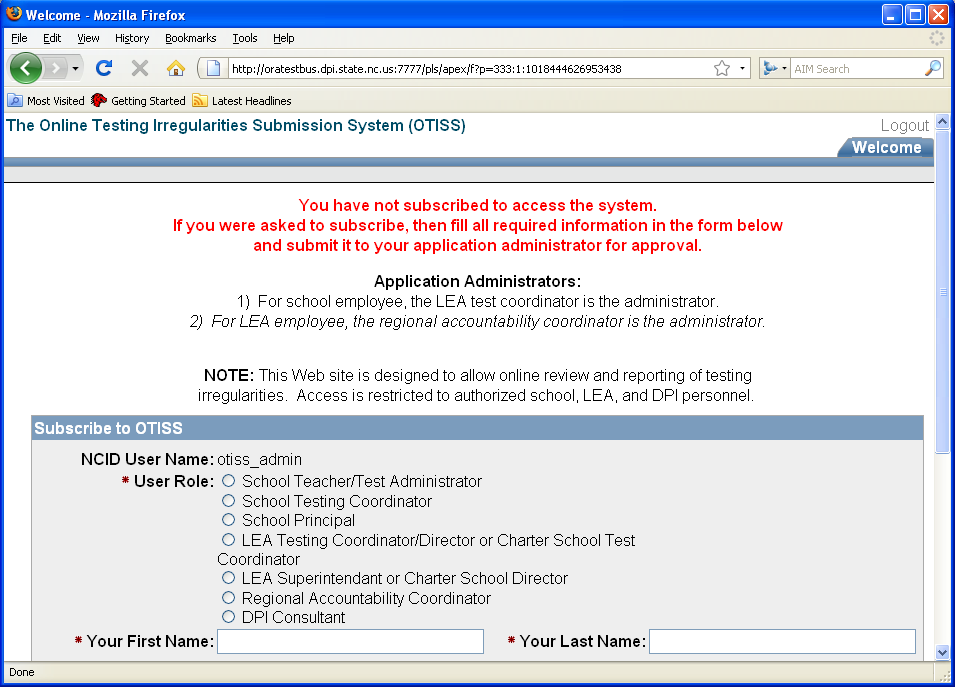 Welcome - Mozilla Firefox
File Edit View History Bookmarks Tools Help
http://oratestbus.dpi.state.nc.us:7777/pls/apex/f?p=333:1:1018444626953438
AIM Search
Most Visited Getting Started Latest Headlines
The Online Testing Irregularities Submission System (OTISS)
Logout
Welcome
You have not subscribed to access the system.
If you were asked to subscribe, then fill all required information in the form below
and submit it to your application administrator for approval.
Application Administrators:
1) For school employee, the LEA test coordinator is the administrator.
2) For LEA employee, the regional accountability coordinator is the administrator.
NOTE: This Web site is designed to allow online review and reporting of testing
irregularities. Access is restricted to authorized school, LEA, and DPI personnel.
Subscribe to OTISS
NCID User Name: otiss_admin
* User Role: School Teacher/Test Administrator
School Testing Coordinator
School Principal
LEA Testing Coordinator/Director or Charter School Test
Coordinator
LEA Superintendant or Charter School Director
Regional Accountability Coordinator
DPI Consultant
* Your First Name: * Your Last Name:
Done